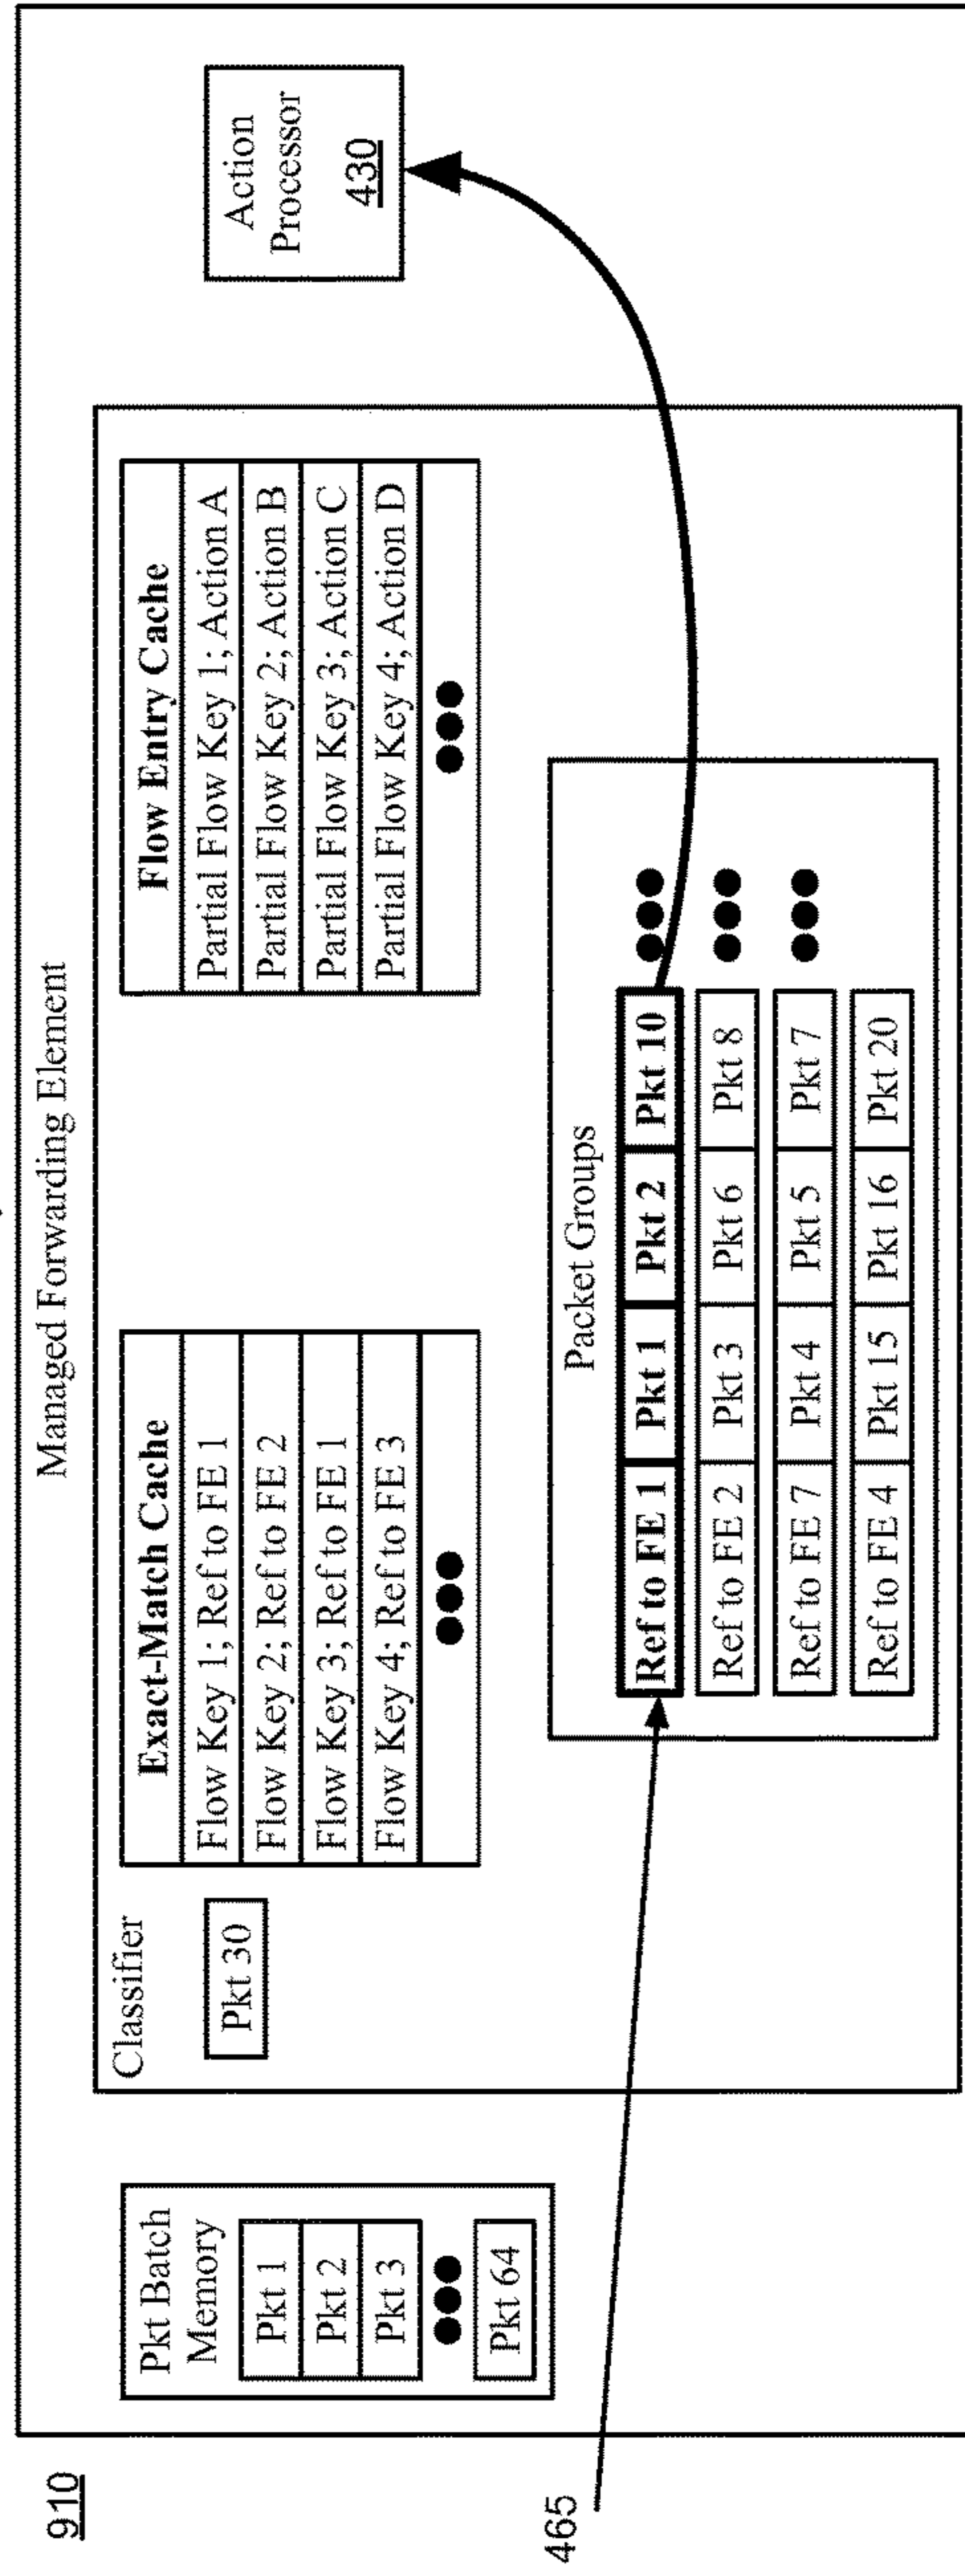 910
Managed Forwarding Element
Pkt Batch
Memory
Pkt 1
Pkt 2
Pkt 3
Pkt 64
Classifier
Pkt 30
Exact-Match Cache
Flow Key 1; Ref to FE 1
Flow Key 2; Ref to FE 2
Flow Key 3; Ref to FE 1
Flow Key 4; Ref to FE 3
Flow Entry Cache
Partial Flow Key 1; Action A
Partial Flow Key 2; Action B
Partial Flow Key 3; Action C
Partial Flow Key 4; Action D
Action
Processor
430
465
Packet Groups
Ref to FE 1 Pkt 1 Pkt 2 Pkt 10
Ref to FE 2 Pkt 3 Pkt 6 Pkt 8
Ref to FE 7 Pkt 4 Pkt 5 Pkt 7
Ref to FE 4 Pkt 15 Pkt 16 Pkt 20